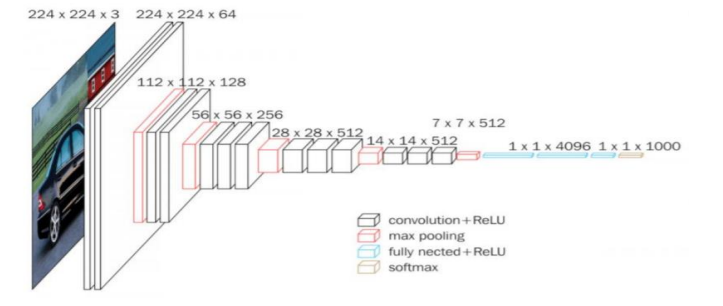 224 x 224 x 3
224 x 224 x 64
112 x 112 x 128
56 x 56 x 256
28 x 28 x 512
14 x 14 x 512
7 x 7 x 512
1 x 1 x 4096
1 x 1 x 1000
convolution+ReLU
max pooling
fully nected+ReLU
softmax